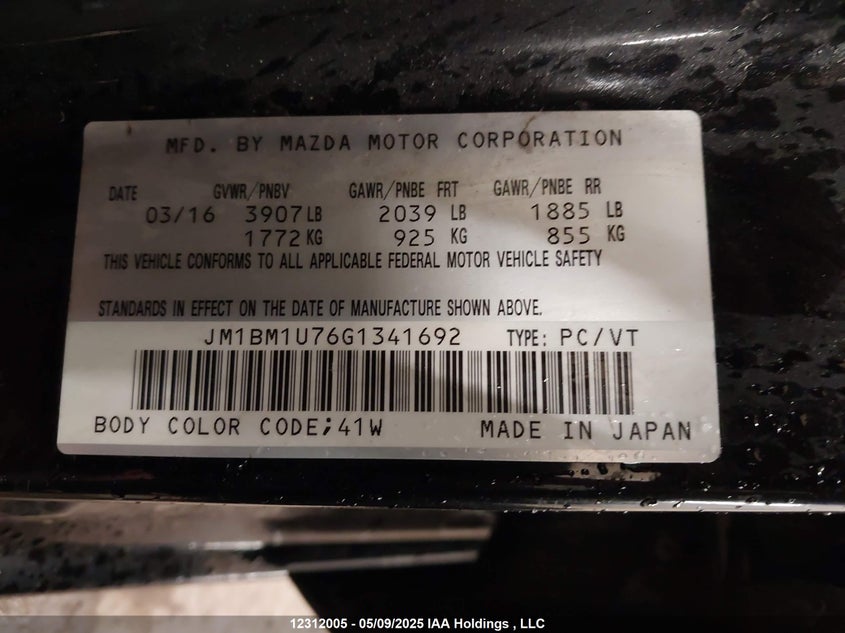 MFD. BY MAZDA MOTOR CORPORATION
DATE GVWR/PNBV GAWR/PNBE FRT GAWR/PNBE RR
03/16 3907 LB 2039 LB 1885 LB
1772 KG 925 KG 855 KG
THIS VEHICLE CONFORMS TO ALL APPLICABLE FEDERAL MOTOR VEHICLE SAFETY
STANDARDS IN EFFECT ON THE DATE OF MANUFACTURE SHOWN ABOVE.
JM1BM1U76G1341692 TYPE: PC/VT
BODY COLOR CODE;41W MADE IN JAPAN
12312005 - 05/09/2025 IAA Holdings , LLC